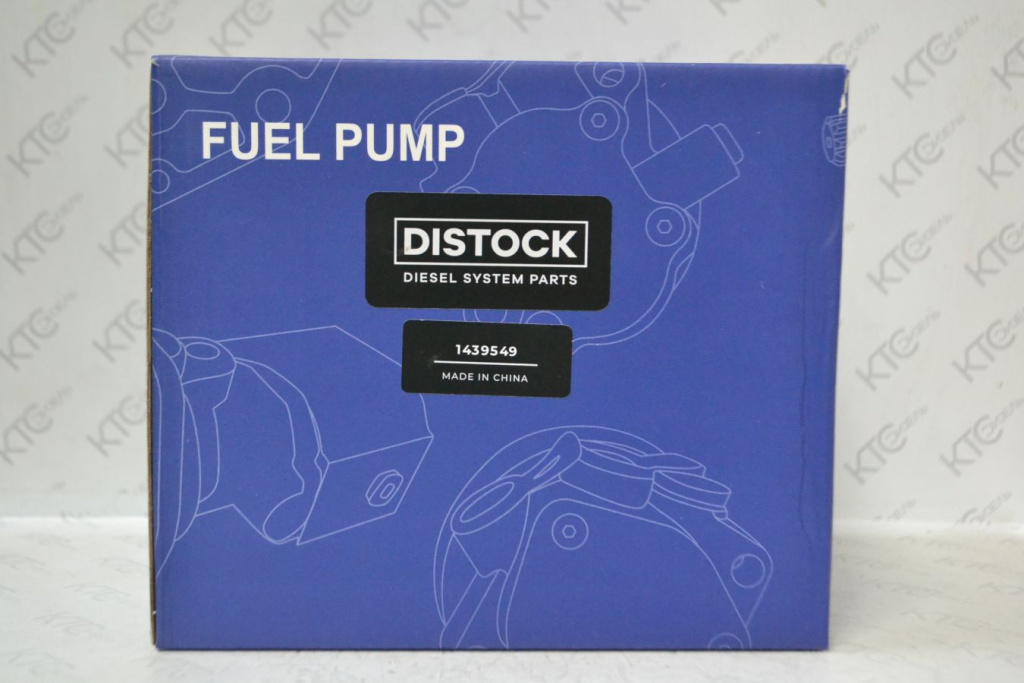 FUEL PUMP
DISTOCK
DIESEL SYSTEM PARTS
1439549
MADE IN CHINA